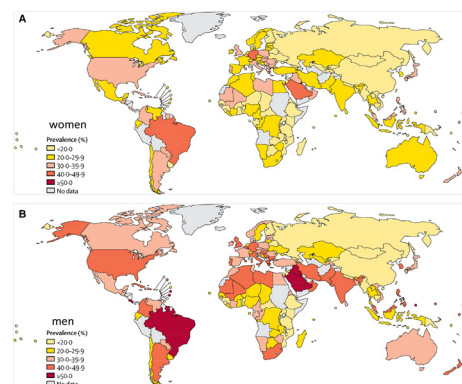 A
women
Prevalence (%)
<20·0
20·0–29·9
30·0–39·9
40·0–49·9
≥50·0
No data
B
men
Prevalence (%)
<20·0
20·0–29·9
30·0–39·9
40·0–49·9
≥50·0
No data